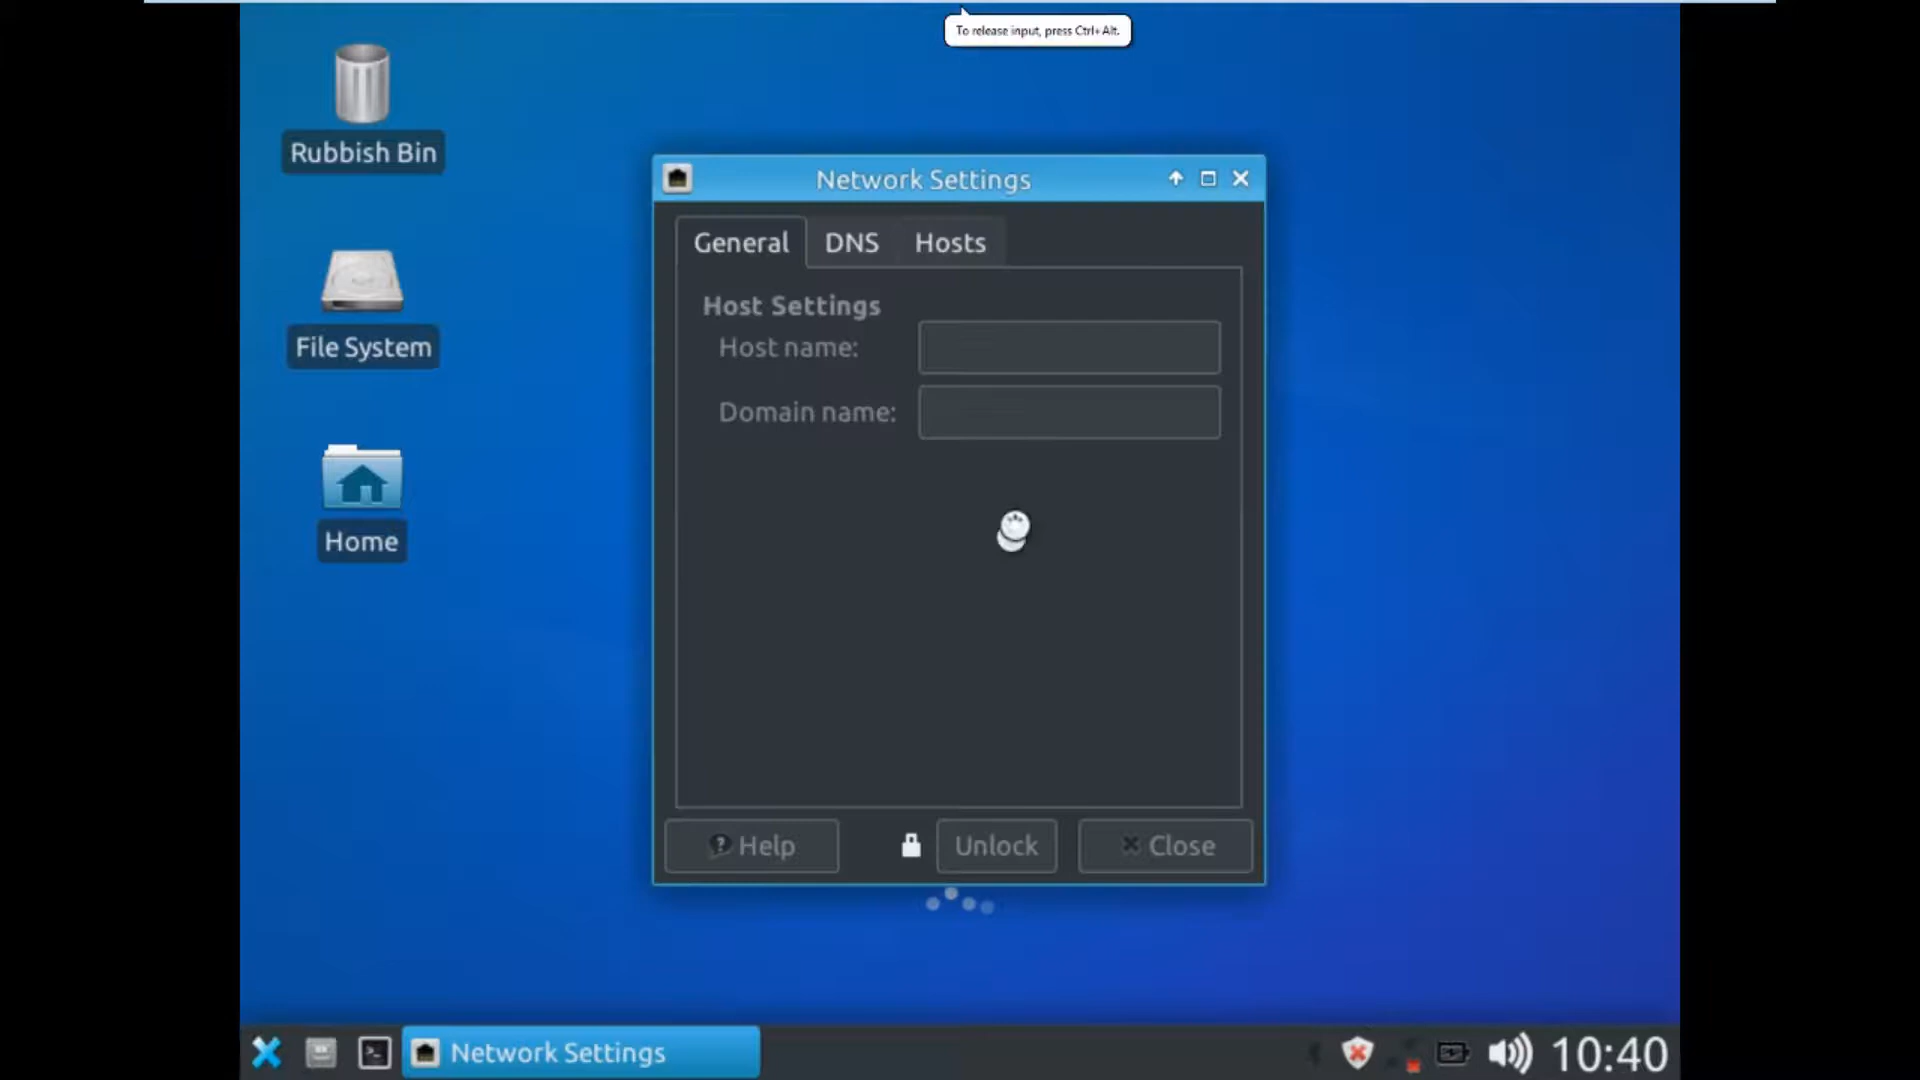 To release input, press Ctrl+Alt.
Rubbish Bin
File System
Home
Network Settings
General DNS Hosts
Host Settings
Host name:
Domain name:
Help Unlock Close
Network Settings
10:40